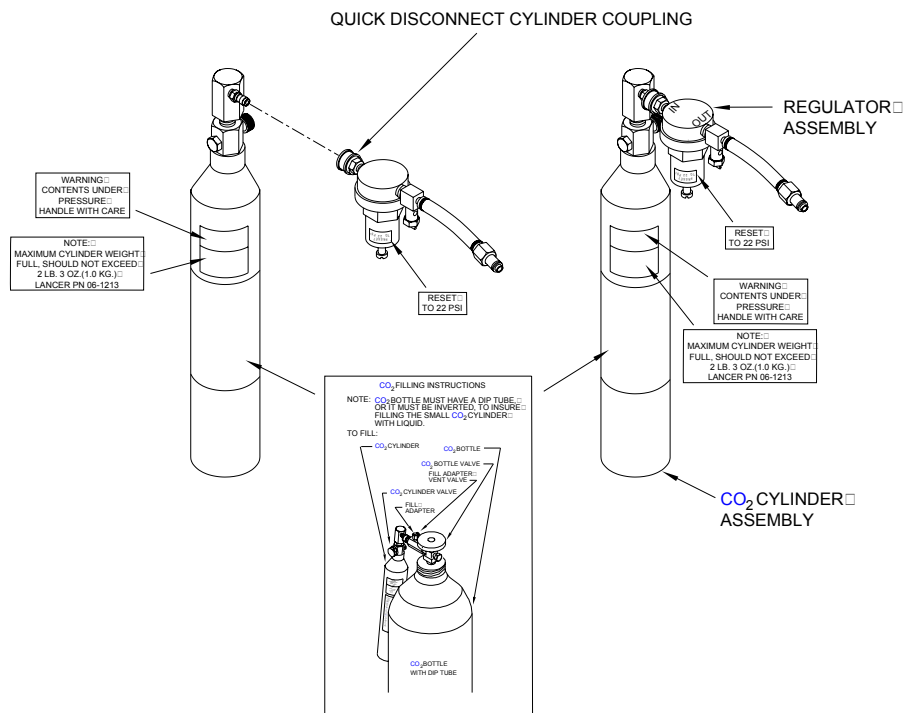 QUICK DISCONNECT CYLINDER COUPLING
REGULATOR
ASSEMBLY
IN
OUT
WARNING
CONTENTS UNDER
PRESSURE
HANDLE WITH CARE
NOTE:
MAXIMUM CYLINDER WEIGHT
FULL, SHOULD NOT EXCEED
2 LB. 3 OZ.(1.0 KG.)
LANCER PN 06-1213
RESET
TO 22 PSI
RESET
TO 22 PSI
WARNING
CONTENTS UNDER
PRESSURE
HANDLE WITH CARE
NOTE:
MAXIMUM CYLINDER WEIGHT
FULL, SHOULD NOT EXCEED
2 LB. 3 OZ.(1.0 KG.)
LANCER PN 06-1213
CO2 FILLING INSTRUCTIONS
NOTE: CO2 BOTTLE MUST HAVE A DIP TUBE,
OR IT MUST BE INVERTED, TO INSURE
FILLING THE SMALL CO2 CYLINDER
WITH LIQUID.
TO FILL:
CO2 CYLINDER
CO2 BOTTLE
CO2 BOTTLE VALVE
FILL ADAPTER
VENT VALVE
CO2 CYLINDER VALVE
FILL
ADAPTER
CO2 BOTTLE
WITH DIP TUBE
CO2 CYLINDER
ASSEMBLY